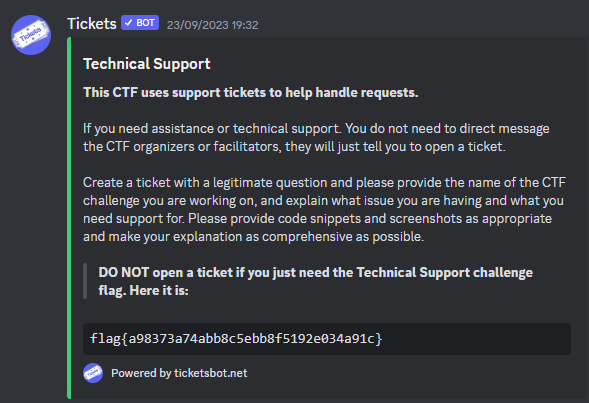 Tickets ✓ BOT 23/09/2023 19:32
Tickets
Technical Support
This CTF uses support tickets to help handle requests.
If you need assistance or technical support. You do not need to direct message
the CTF organizers or facilitators, they will just tell you to open a ticket.
Create a ticket with a legitimate question and please provide the name of the CTF
challenge you are working on, and explain what issue you are having and what you
need support for. Please provide code snippets and screenshots as appropriate
and make your explanation as comprehensive as possible.
DO NOT open a ticket if you just need the Technical Support challenge
flag. Here it is:
flag{a98373a74abb8c5ebb8f5192e034a91c}
Powered by ticketsbot.net